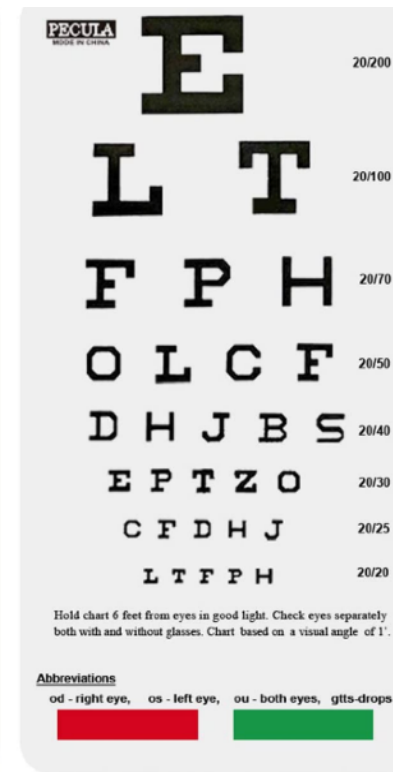 PECULA
MODE IN CHINA
E 20/200
L T 20/100
F P H 20/70
O L C F 20/50
D H J B S 20/40
E P T Z O 20/30
C F D H J 20/25
L T F P H 20/20
Hold chart 6 feet from eyes in good light. Check eyes separately
both with and without glasses. Chart based on a visual angle of 1'.
Abbreviations
od - right eye, os - left eye, ou - both eyes, gtts-drops